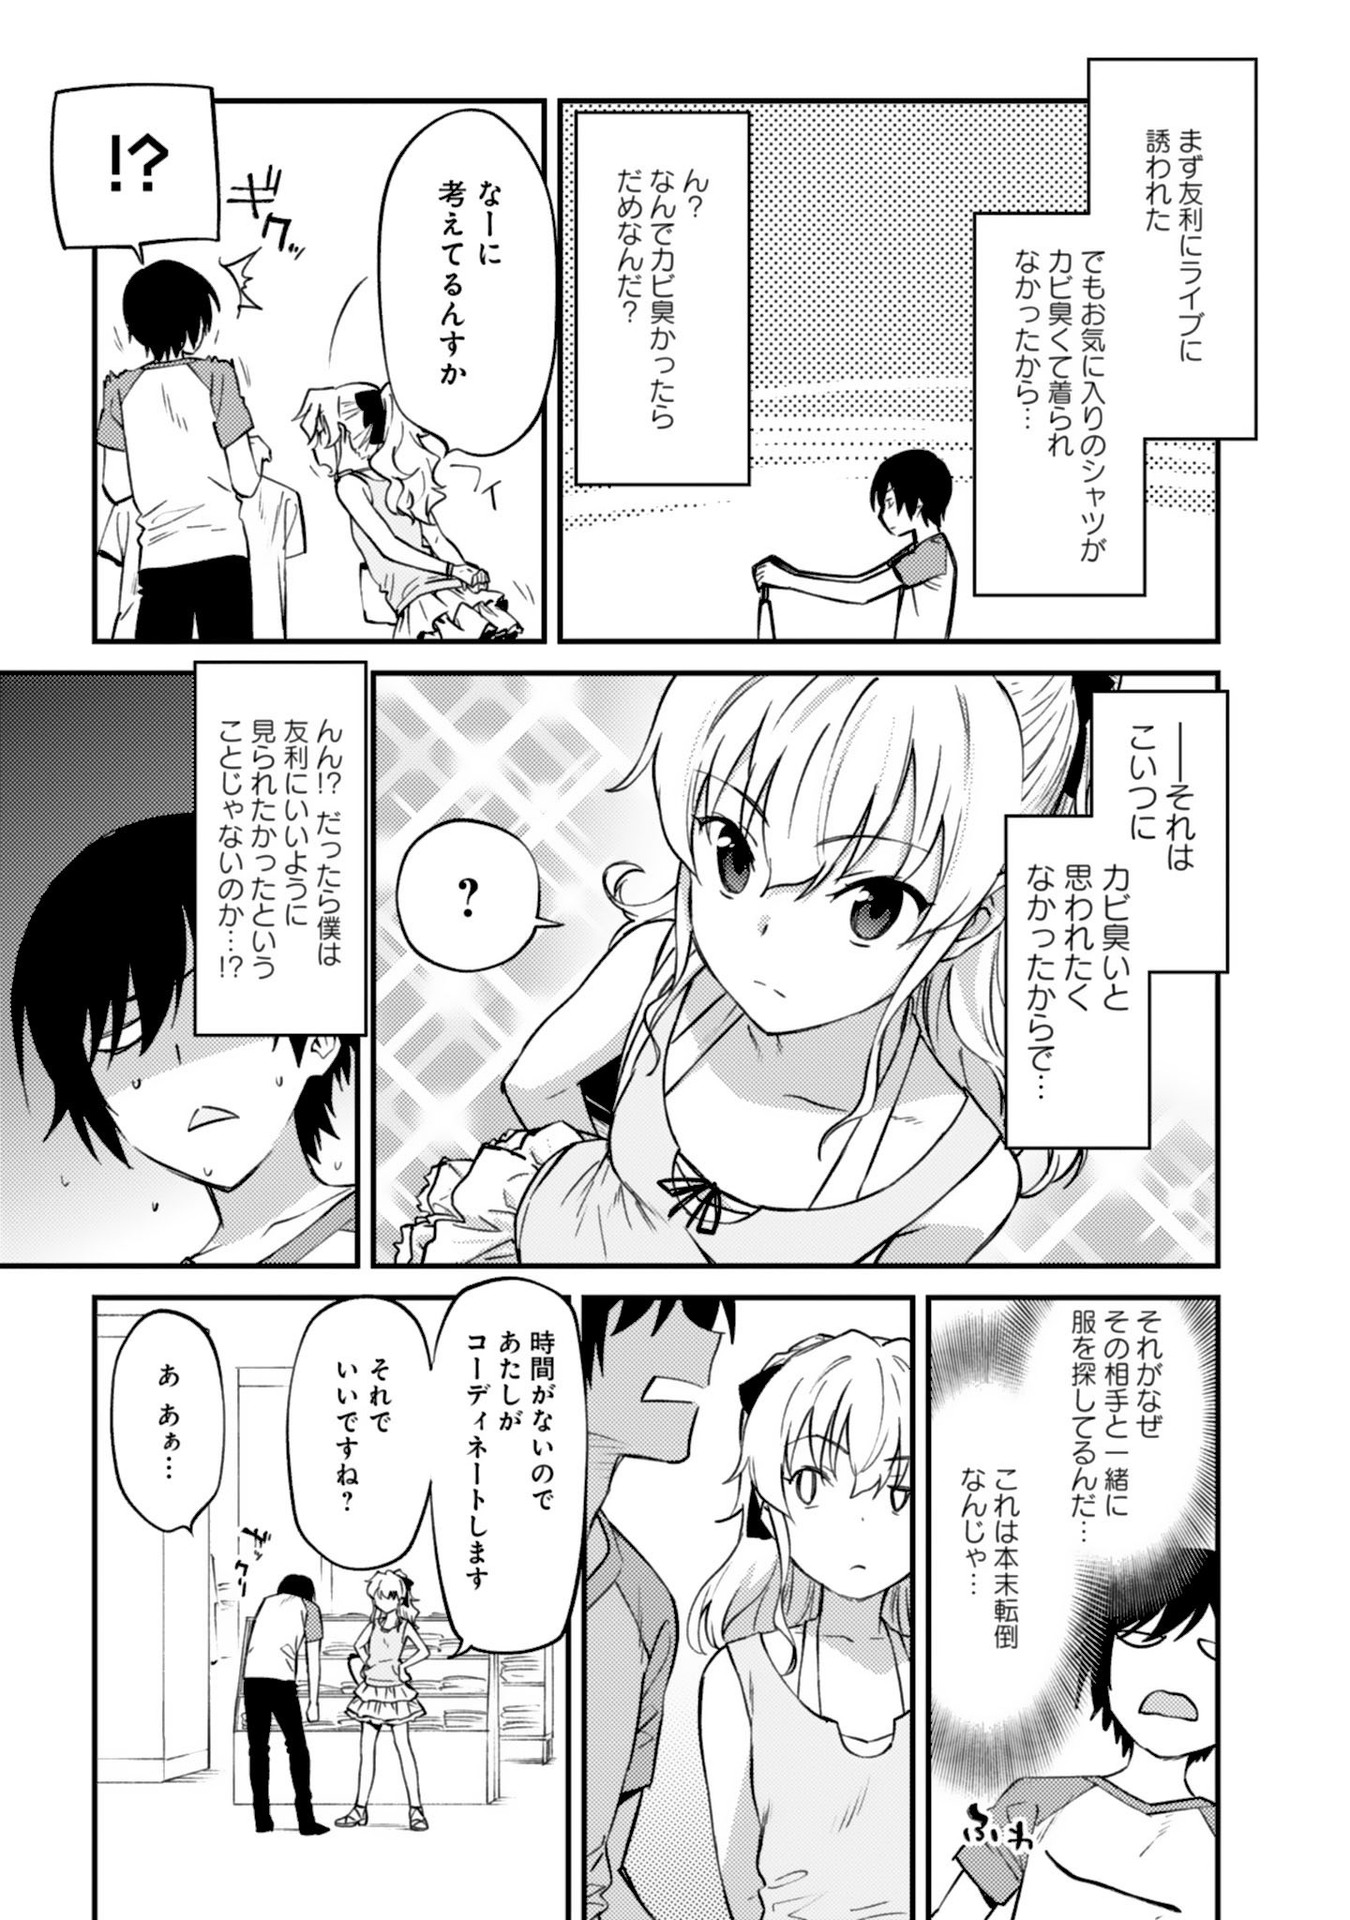 まず友利にライブに
誘われた
でもお気に入りのシャツが
カビ臭くて着られ
なかったから…
ん?
なんでカビ臭かったら
だめなんだ?
なーに
考えてるんすか
クイ
ギクッ
!?
──それは
こいつに
カビ臭いと
思われたく
なかったからで…
?
んん!?だったら僕は
友利にいいように
見られたかったという
ことじゃないのか…!?
それがなぜ
その相手と一緒に
服を探してるんだ…
これは本末転倒
なんじゃ…
ふわ
時間がないので
あたしが
コーディネートします
それで
いいですね?
ああぁ…
ガックリ